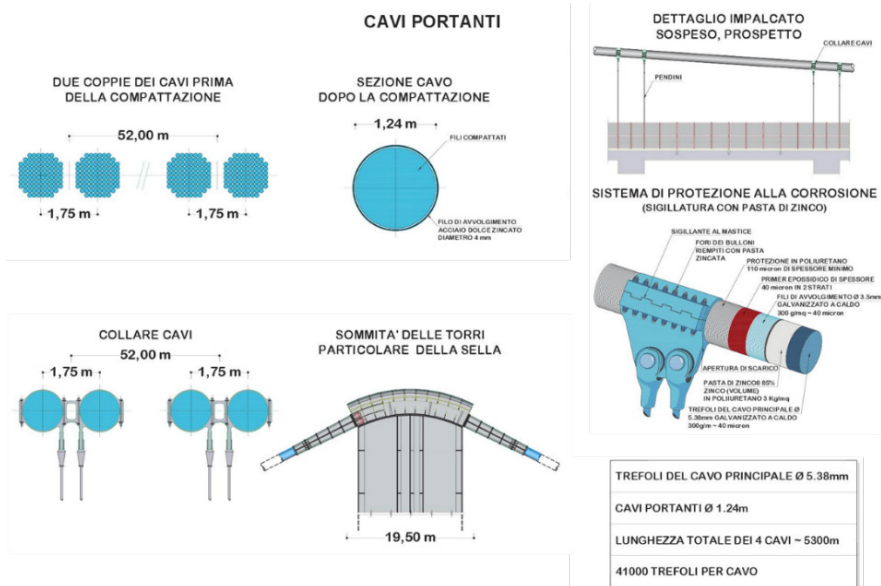 CAVI PORTANTI
DUE COPPIE DEI CAVI PRIMA
DELLA COMPATTAZIONE
52,00 m
1,75 m
1,75 m
SEZIONE CAVO
DOPO LA COMPATTAZIONE
1,24 m
FILI COMPATTATI
FILO DI AVVOLGIMENTO
ACCIAIO DOLCE ZINCATO
DIAMETRO 4 mm
COLLARE CAVI
52,00 m
1,75 m
1,75 m
SOMMITA' DELLE TORRI
PARTICOLARE DELLA SELLA
19,50 m
DETTAGLIO IMPALCATO
SOSPESO, PROSPETTO
COLLARE CAVI
PENDINI
SISTEMA DI PROTEZIONE ALLA CORROSIONE
(SIGILLATURA CON PASTA DI ZINCO)
SIGILLANTE AL MASTICE
FORI DEI BULLONI
RIEMPITI CON PASTA
ZINCATA
PROTEZIONE IN POLIURETANO
110 micron DI SPESSORE MINIMO
PRIMER EPOSSIDICO DI SPESSORE
40 micron IN 2 STRATI
FILI DI AVVOLGIMENTO Ø 3.5mm
GALVANIZZATO A CALDO
300 g/mq ~ 40 micron
APERTURA DI SCARICO
PASTA DI ZINCO® 85%
ZINCO (VOLUME)
IN POLIURETANO 3 Kg/mq
TREFOLI DEL CAVO PRINCIPALE Ø
5.38mm GALVANIZZATO A CALDO
300g/m ~ 40 micron
TREFOLI DEL CAVO PRINCIPALE Ø 5.38mm
CAVI PORTANTI Ø 1.24m
LUNGHEZZA TOTALE DEI 4 CAVI ~ 5300m
41000 TREFOLI PER CAVO